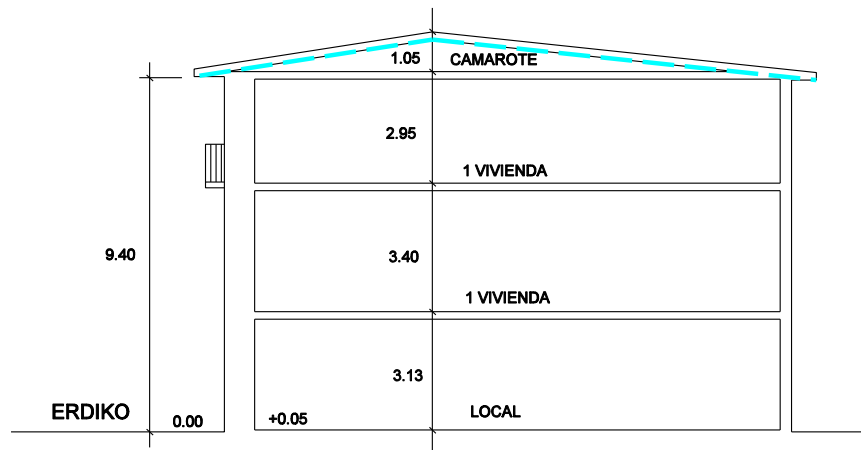 1.05 CAMAROTE
2.95
1 VIVIENDA
9.40
3.40
1 VIVIENDA
3.13
ERDIKO
0.00
+0.05
LOCAL